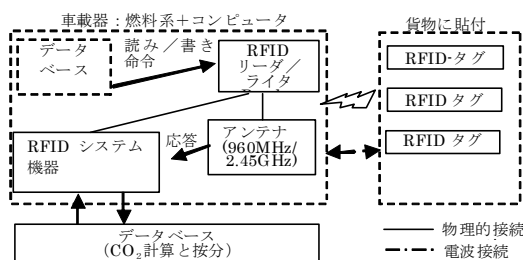 車載器：燃料系＋コンピュータ
貨物に貼付
データ
ベース
読み／書き
命令
RFID
リーダ／
ライタ
RFID-タグ
RFID タグ
RFID タグ
RFID システム
機器
応答
アンテナ
(960MHz/
2.45GHz)
データベース
(CO₂計算と按分)
物理的接続
電波接続